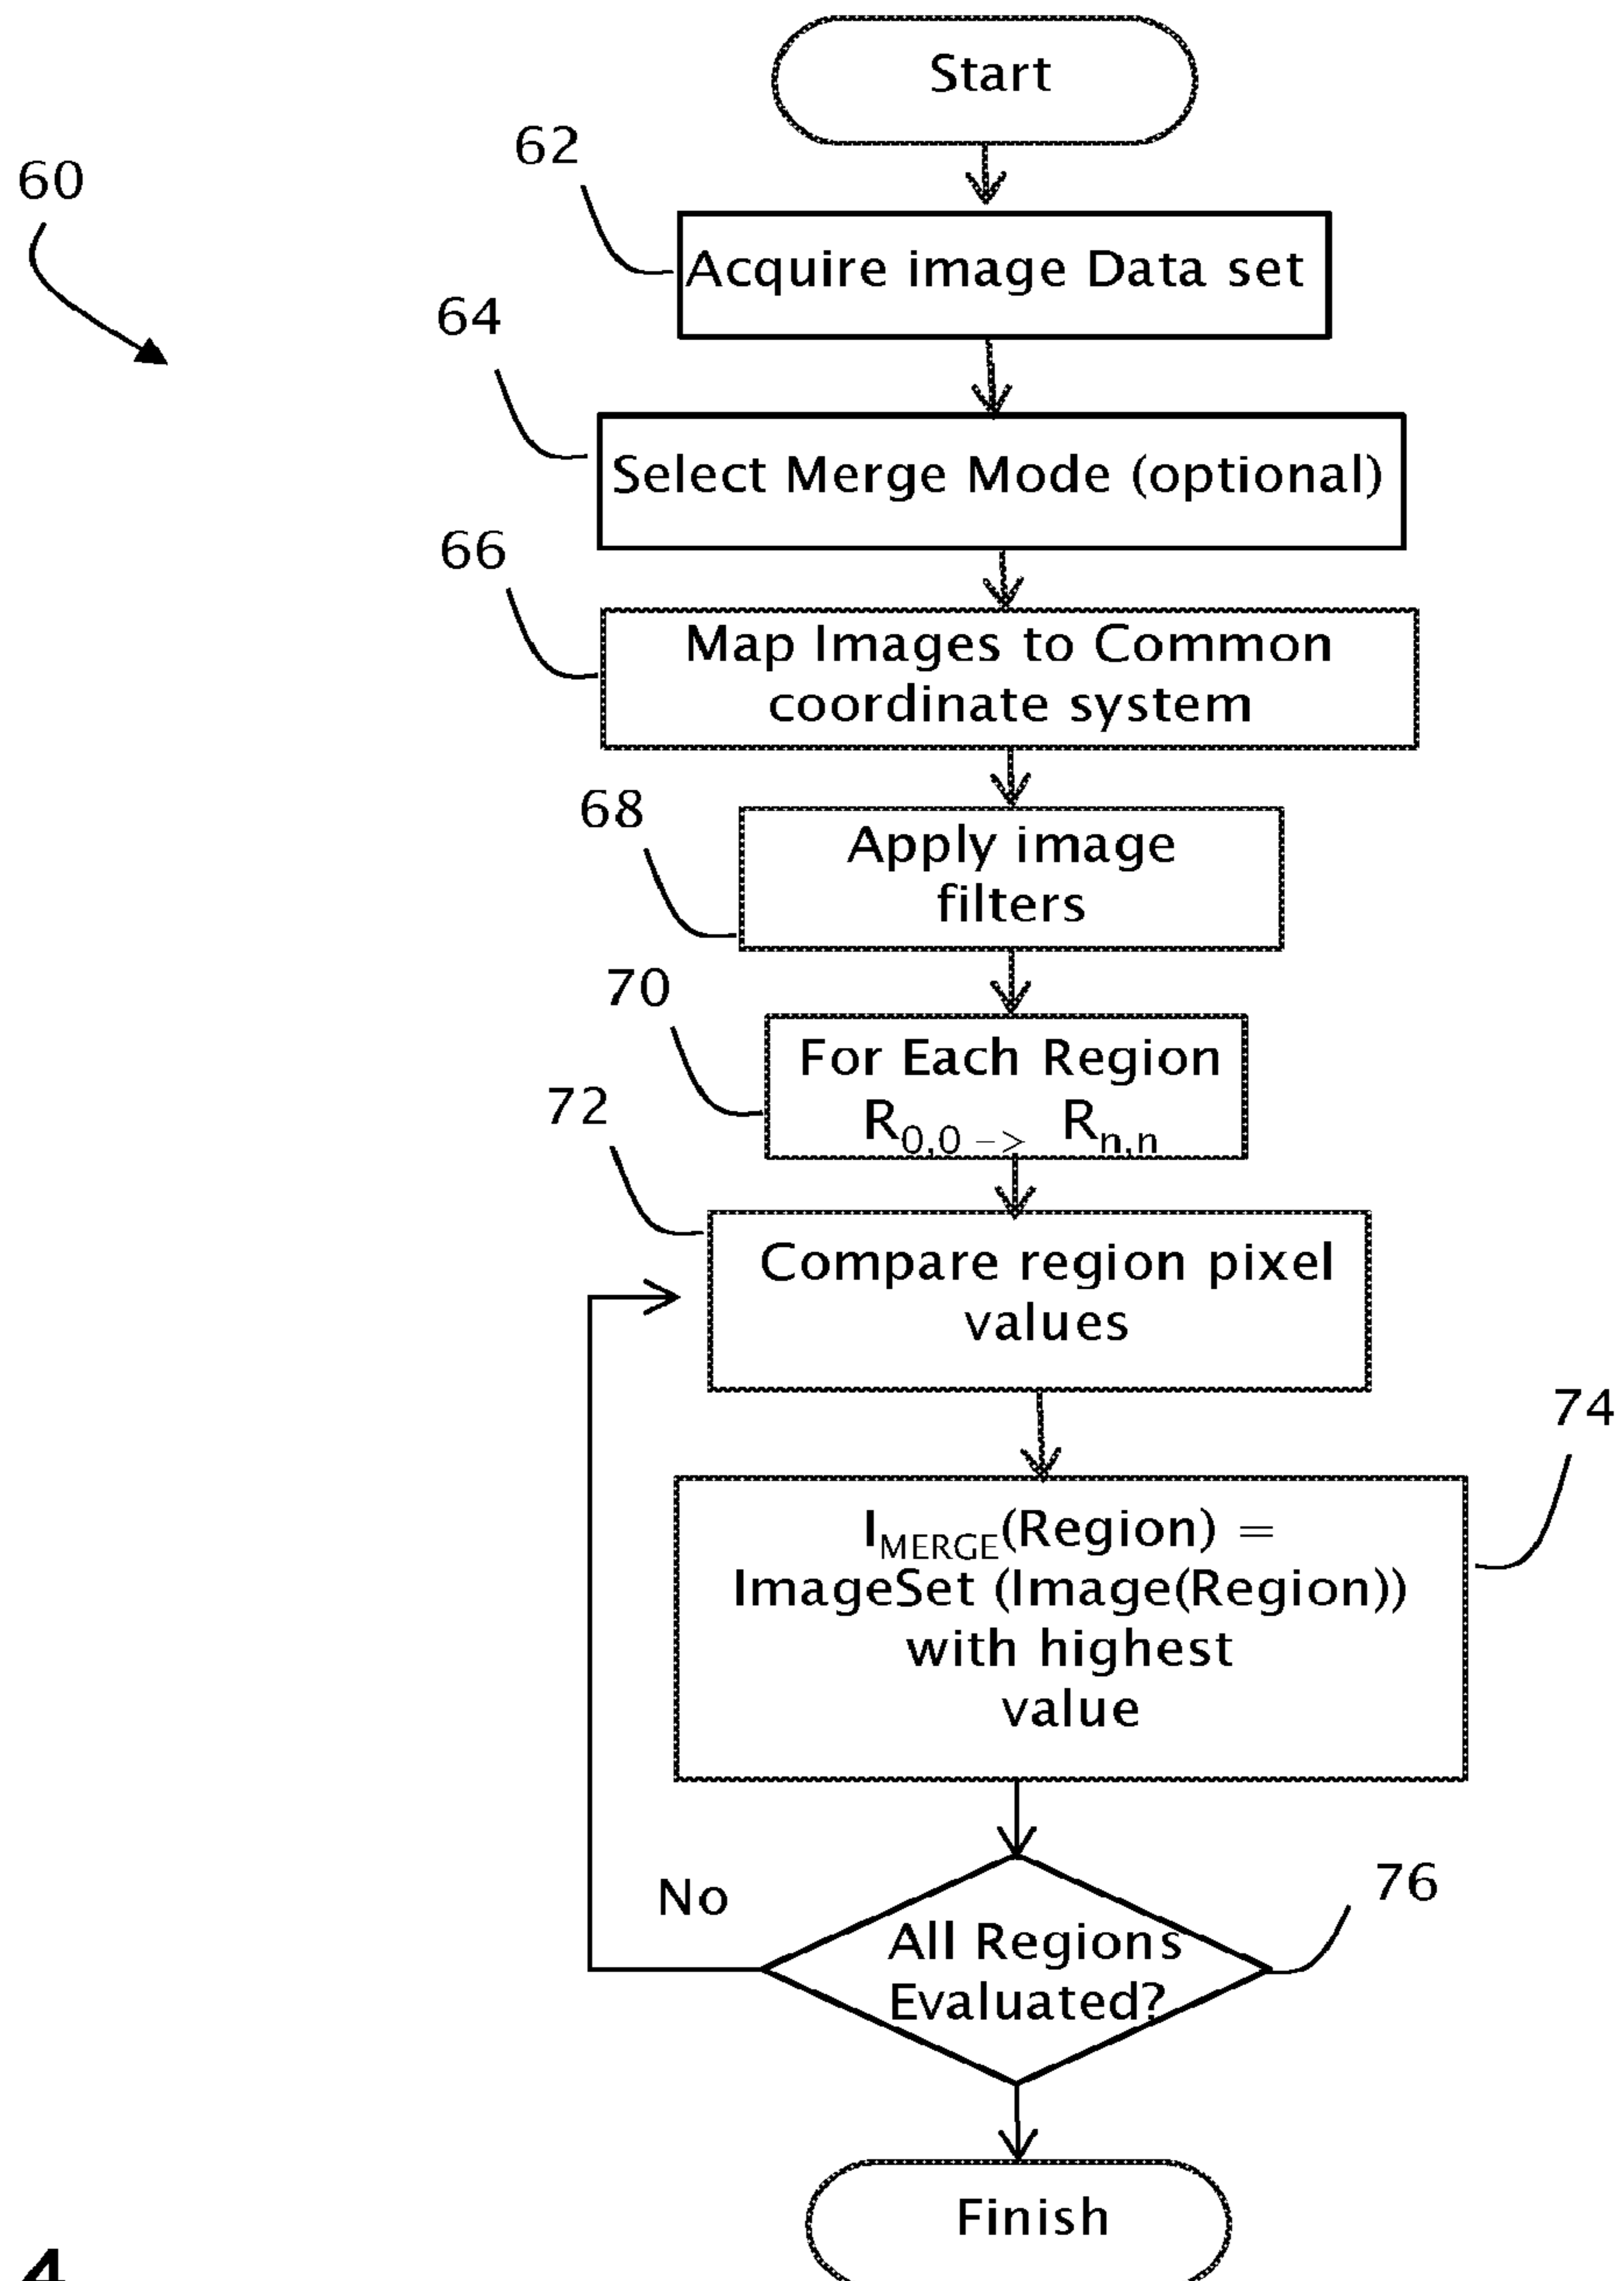 Start
60
62
Acquire image Data set
64
Select Merge Mode (optional)
66
Map Images to Common
coordinate system
68
Apply image
filters
70
For Each Region
R0,0 -> Rn,n
72
Compare region pixel
values
74
IMERGE(Region) =
ImageSet (Image(Region))
with highest
value
76
No
All Regions
Evaluated?
Finish
4